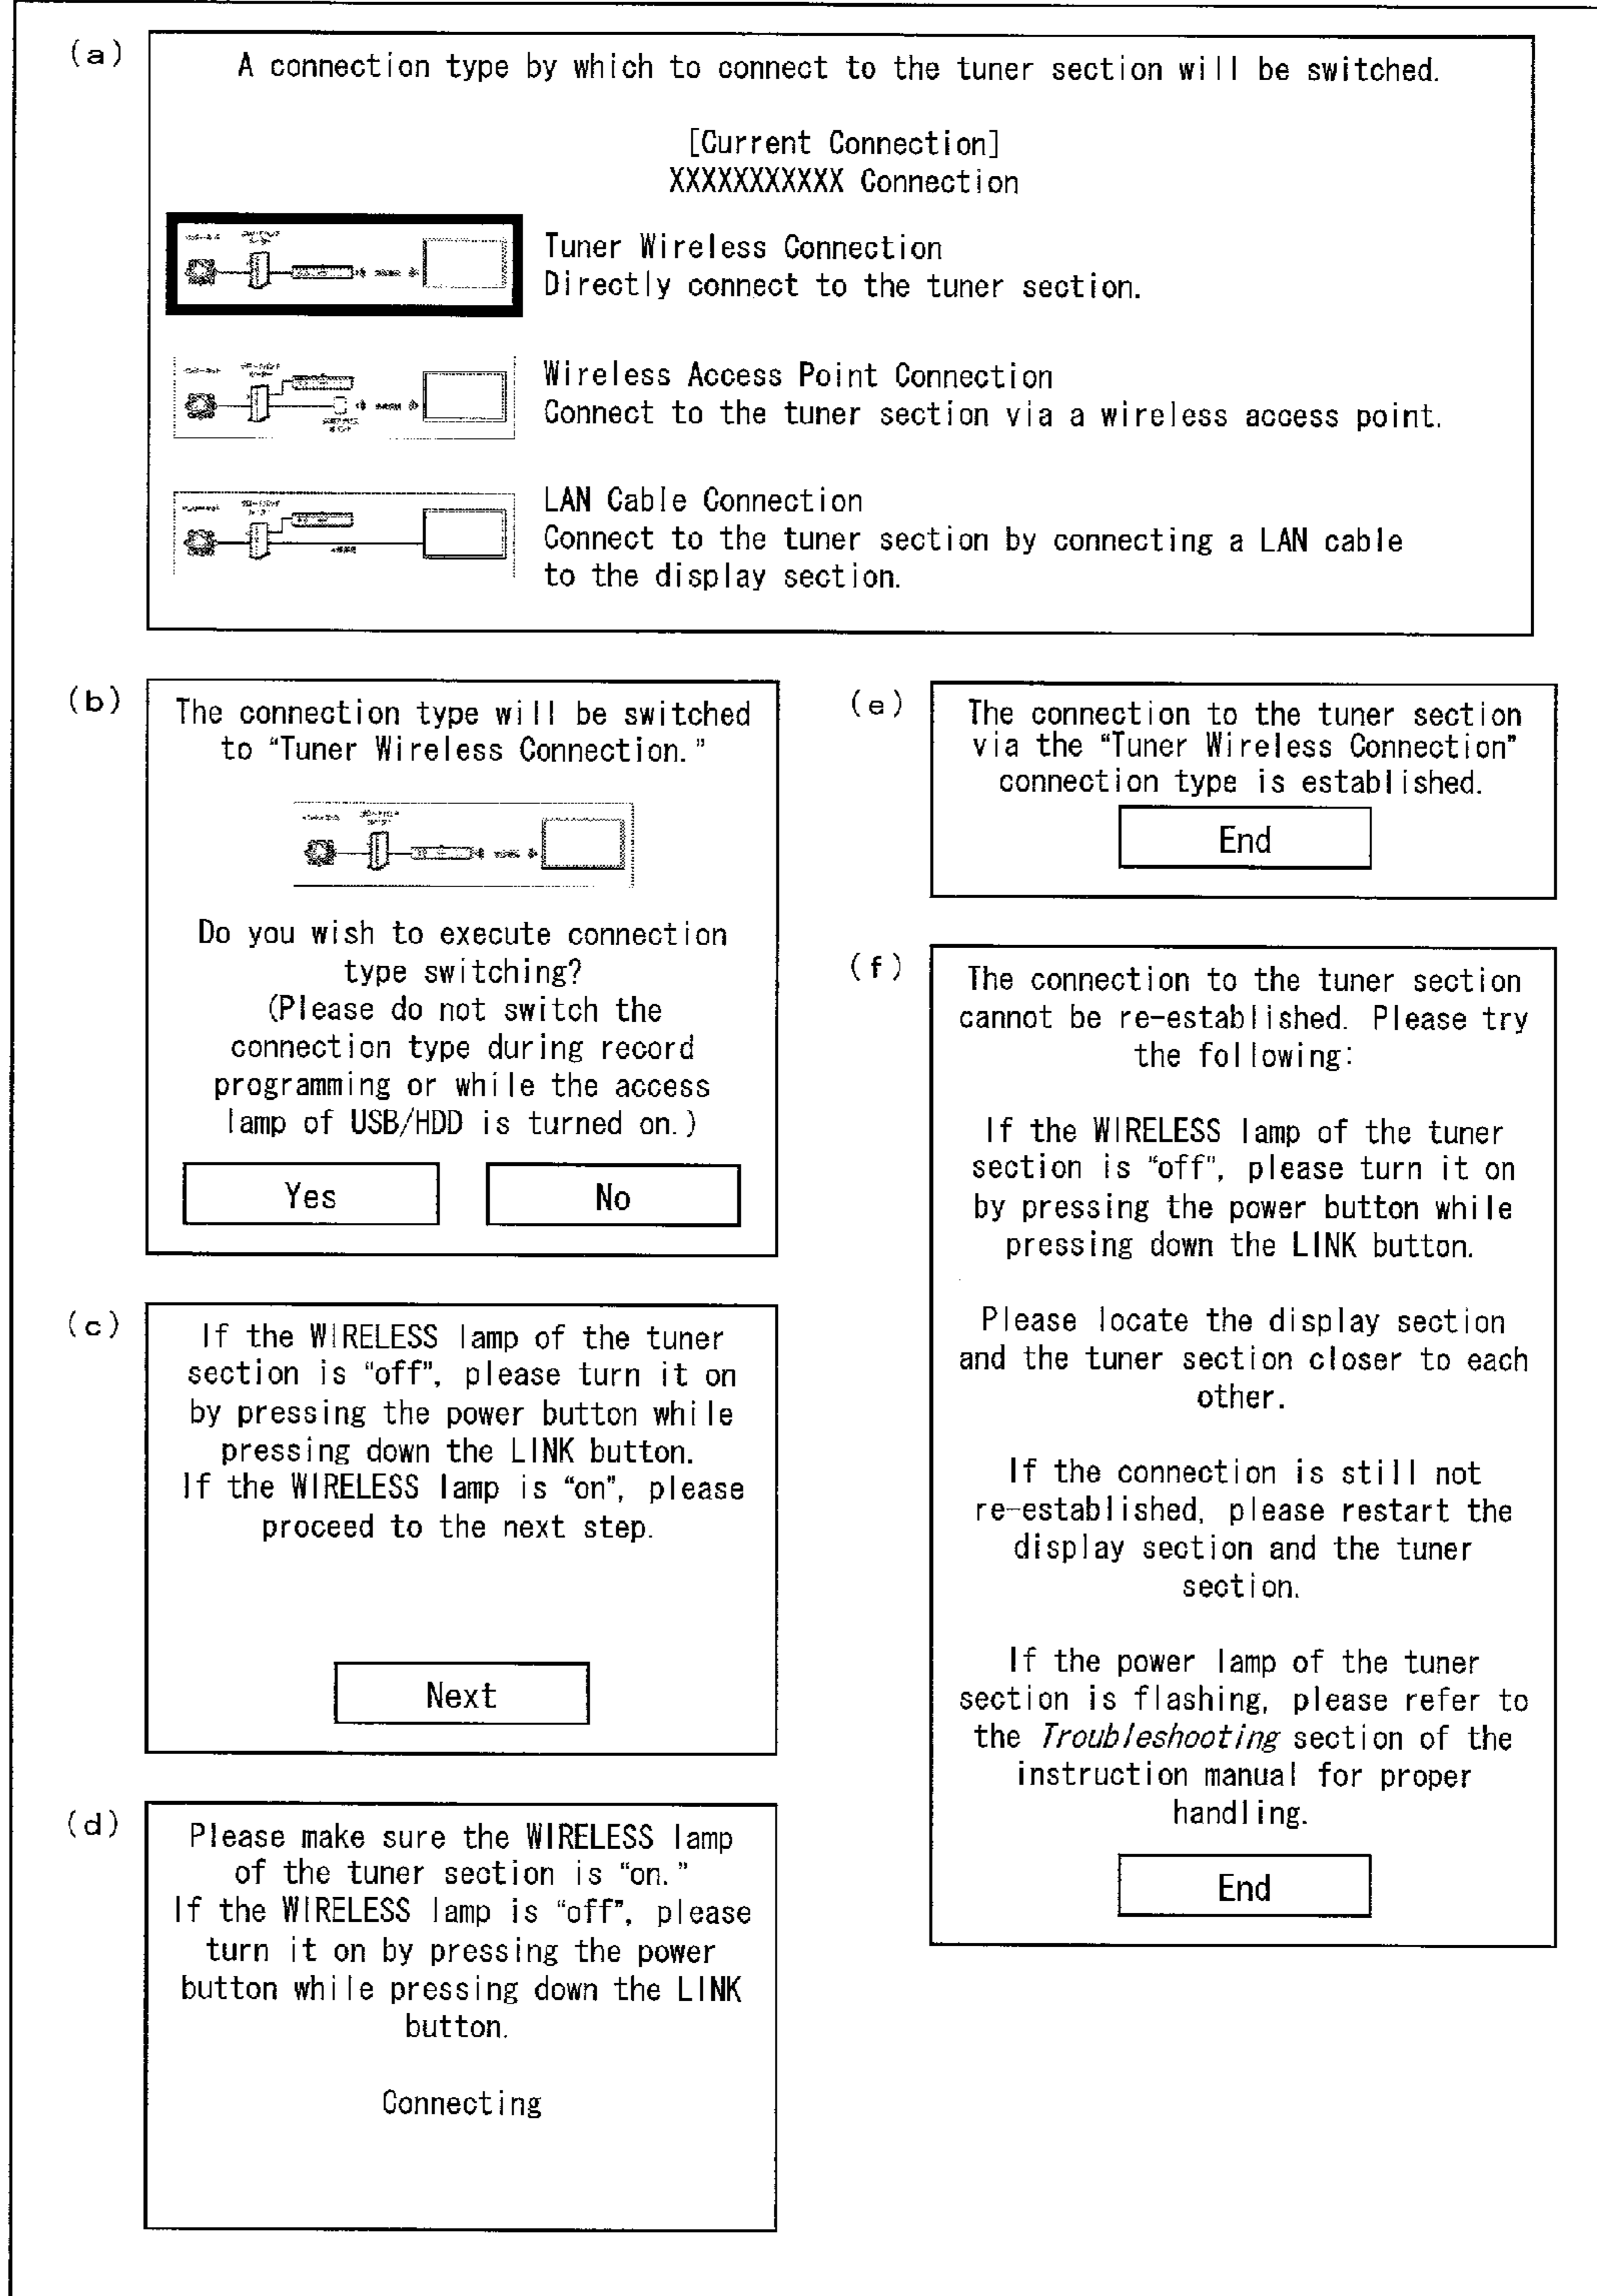 (a)
A connection type by which to connect to the tuner section will be switched.
[Current Connection]
XXXXXXXXXXX Connection
Tuner Wireless Connection
Directly connect to the tuner section.
Wireless Access Point Connection
Connect to the tuner section via a wireless access point.
LAN Cable Connection
Connect to the tuner section by connecting a LAN cable
to the display section.
(b)
The connection type will be switched
to “Tuner Wireless Connection.”
Do you wish to execute connection
type switching?
(Please do not switch the
connection type during record
programming or while the access
lamp of USB/HDD is turned on.)
Yes
No
(c)
If the WIRELESS lamp of the tuner
section is “off”, please turn it on
by pressing the power button while
pressing down the LINK button.
If the WIRELESS lamp is “on”, please
proceed to the next step.
Next
(d)
Please make sure the WIRELESS lamp
of the tuner section is “on.”
If the WIRELESS lamp is “off”, please
turn it on by pressing the power
button while pressing down the LINK
button.
Connecting
(e)
The connection to the tuner section
via the “Tuner Wireless Connection”
connection type is established.
End
(f)
The connection to the tuner section
cannot be re-established. Please try
the following:
If the WIRELESS lamp of the tuner
section is “off”, please turn it on
by pressing the power button while
pressing down the LINK button.
Please locate the display section
and the tuner section closer to each
other.
If the connection is still not
re-established, please restart the
display section and the tuner
section.
If the power lamp of the tuner
section is flashing, please refer to
the Troubleshooting section of the
instruction manual for proper
handling.
End